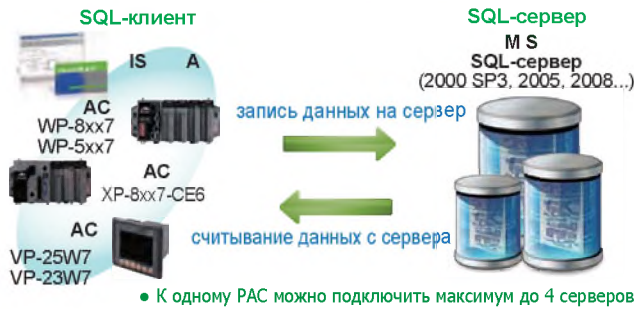 SQL-клиент
SQL-сервер
IS A
M S
SQL-сервер
(2000 SP3, 2005, 2008...)
AC
WP-8xx7
WP-5xx7
запись данных на сервер
AC
XP-8xx7-CE6
AC
VP-25W7
VP-23W7
считывание данных с сервера
● К одному PAC можно подключить максимум до 4 серверов